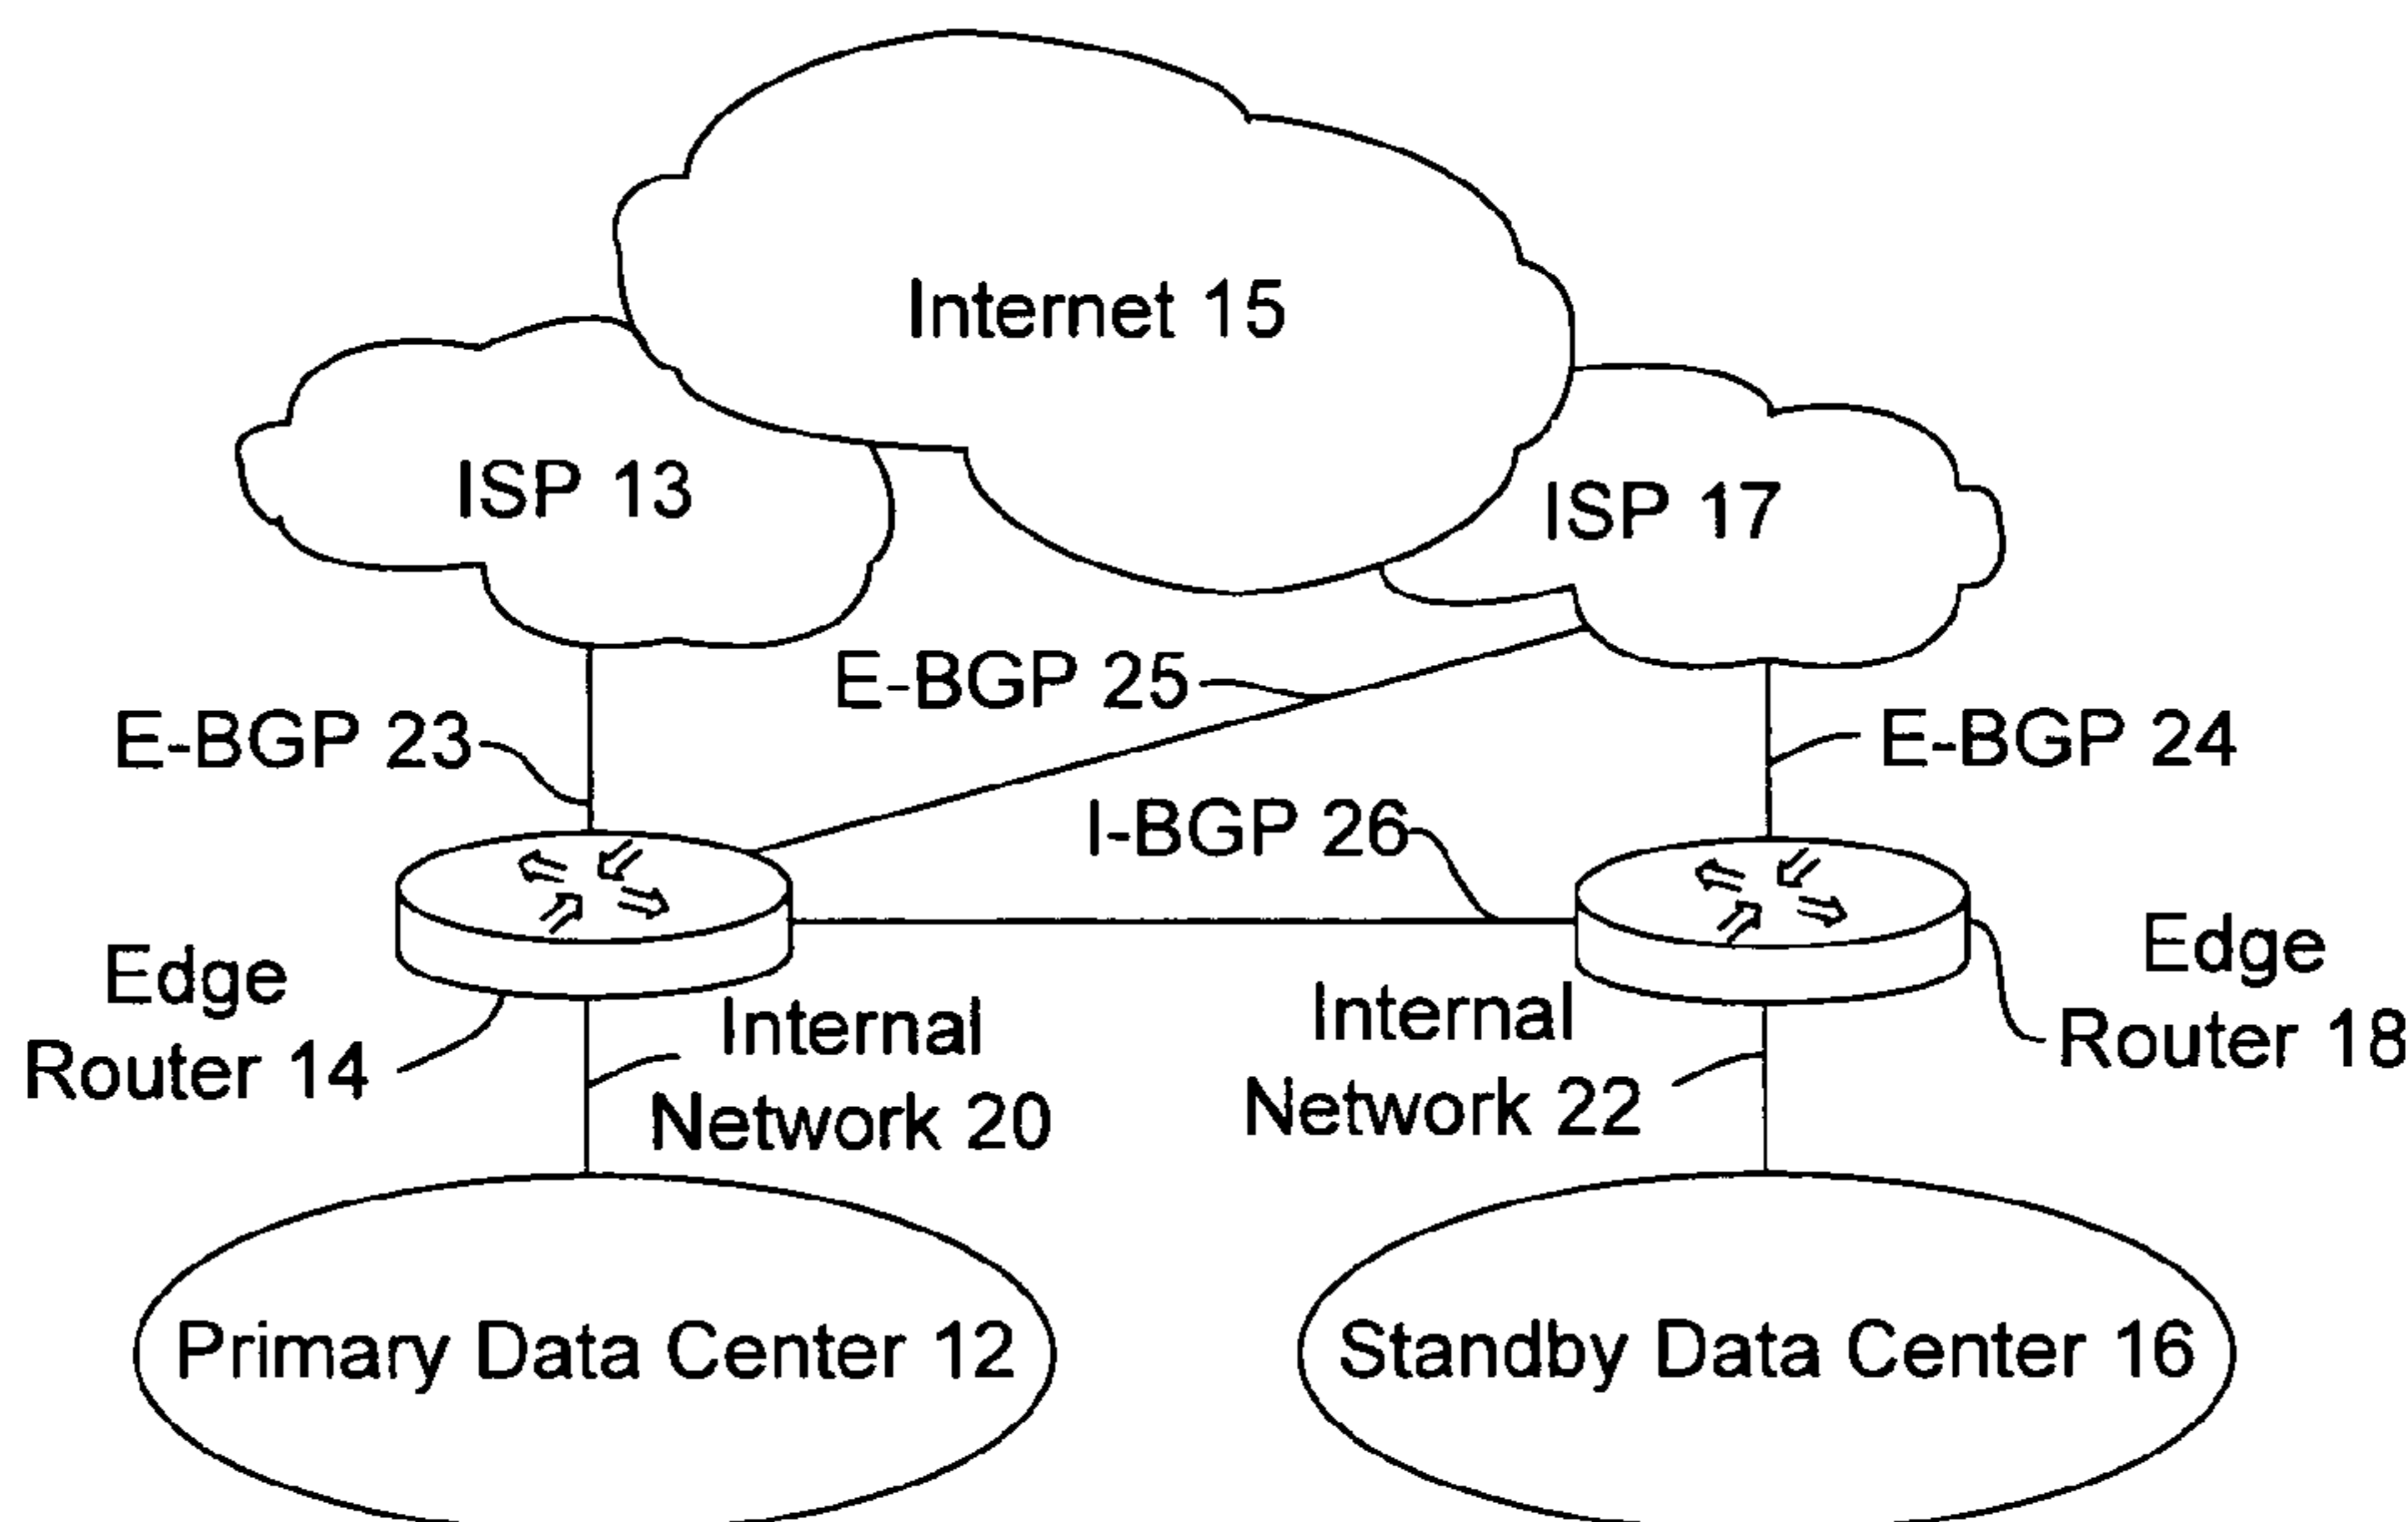 Internet 15
ISP 13
ISP 17
E-BGP 25
E-BGP 23
E-BGP 24
I-BGP 26
Edge
Router 14
Internal
Network 20
Internal
Network 22
Edge
Router 18
Primary Data Center 12
Standby Data Center 16